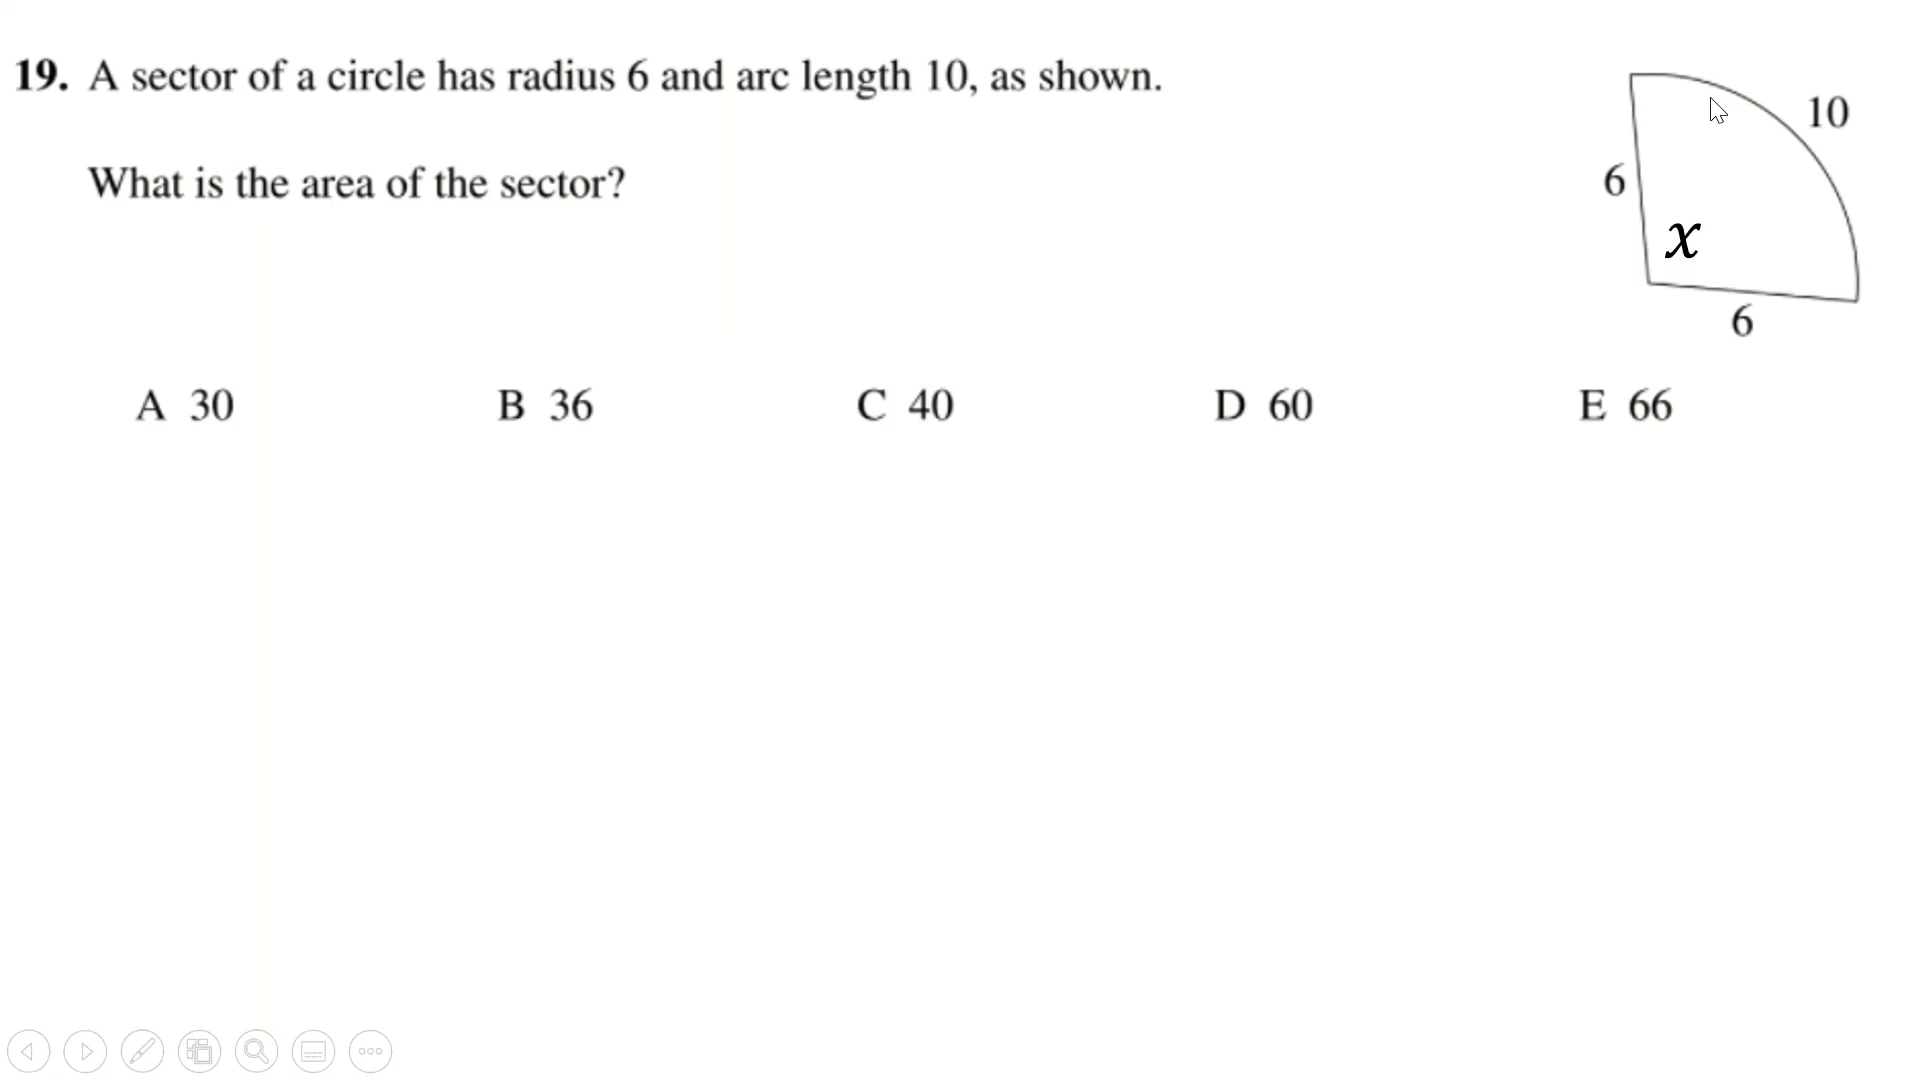 19. A sector of a circle has radius 6 and arc length 10, as shown.
What is the area of the sector?
10
6
x
6
A 30 B 36 C 40 D 60 E 66